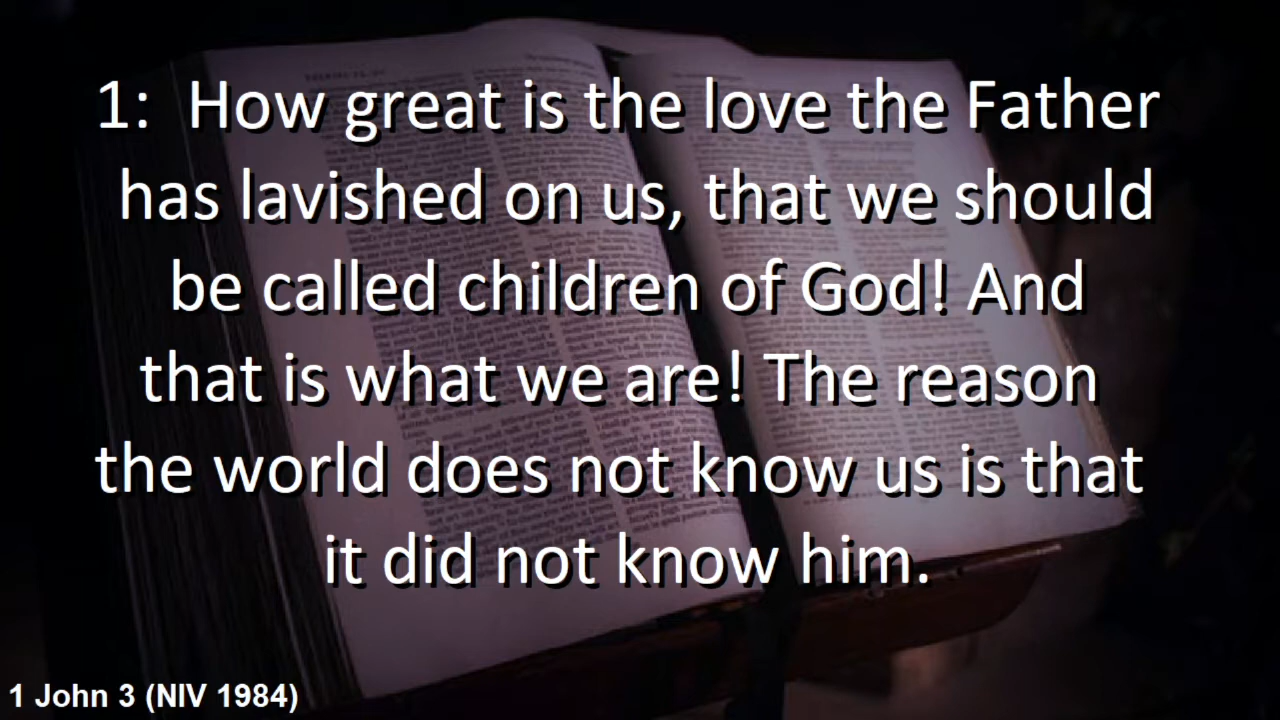 1: How great is the love the Father
has lavished on us, that we should
be called children of God! And
that is what we are! The reason
the world does not know us is that
it did not know him.
1 John 3 (NIV 1984)